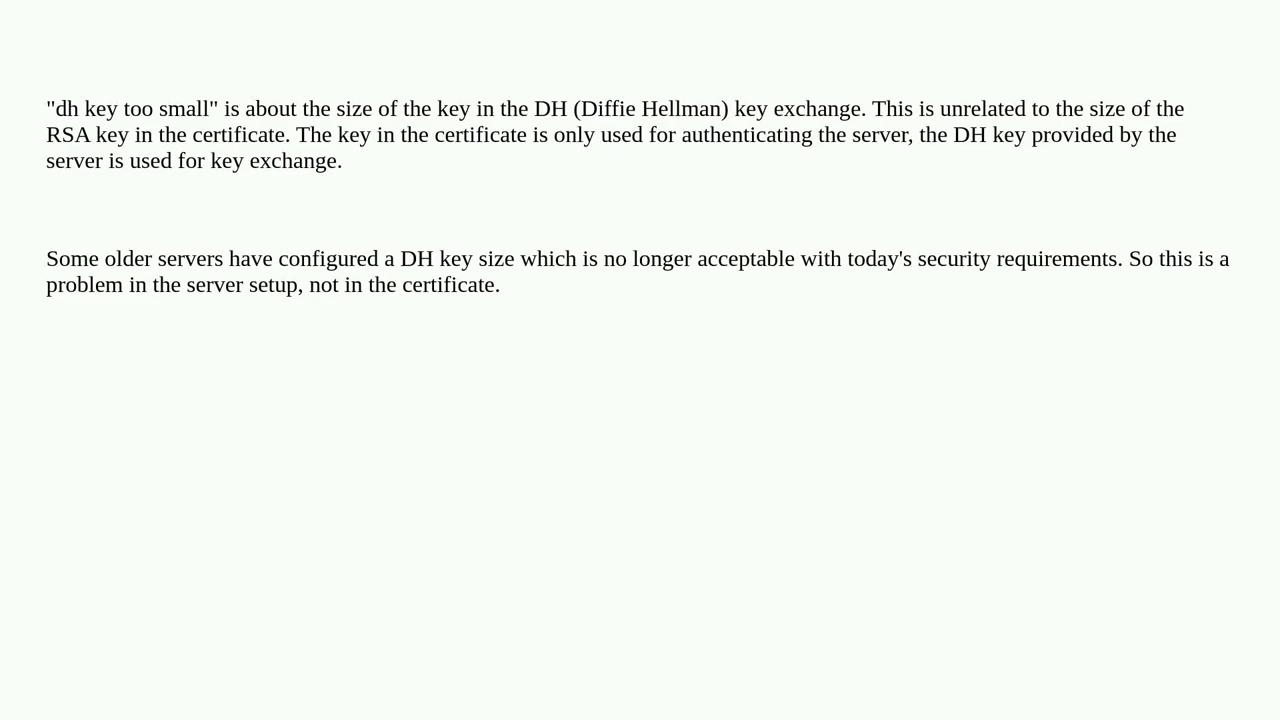 "dh key too small" is about the size of the key in the DH (Diffie Hellman) key exchange. This is unrelated to the size of the
RSA key in the certificate. The key in the certificate is only used for authenticating the server, the DH key provided by the
server is used for key exchange.
Some older servers have configured a DH key size which is no longer acceptable with today's security requirements. So this is a
problem in the server setup, not in the certificate.